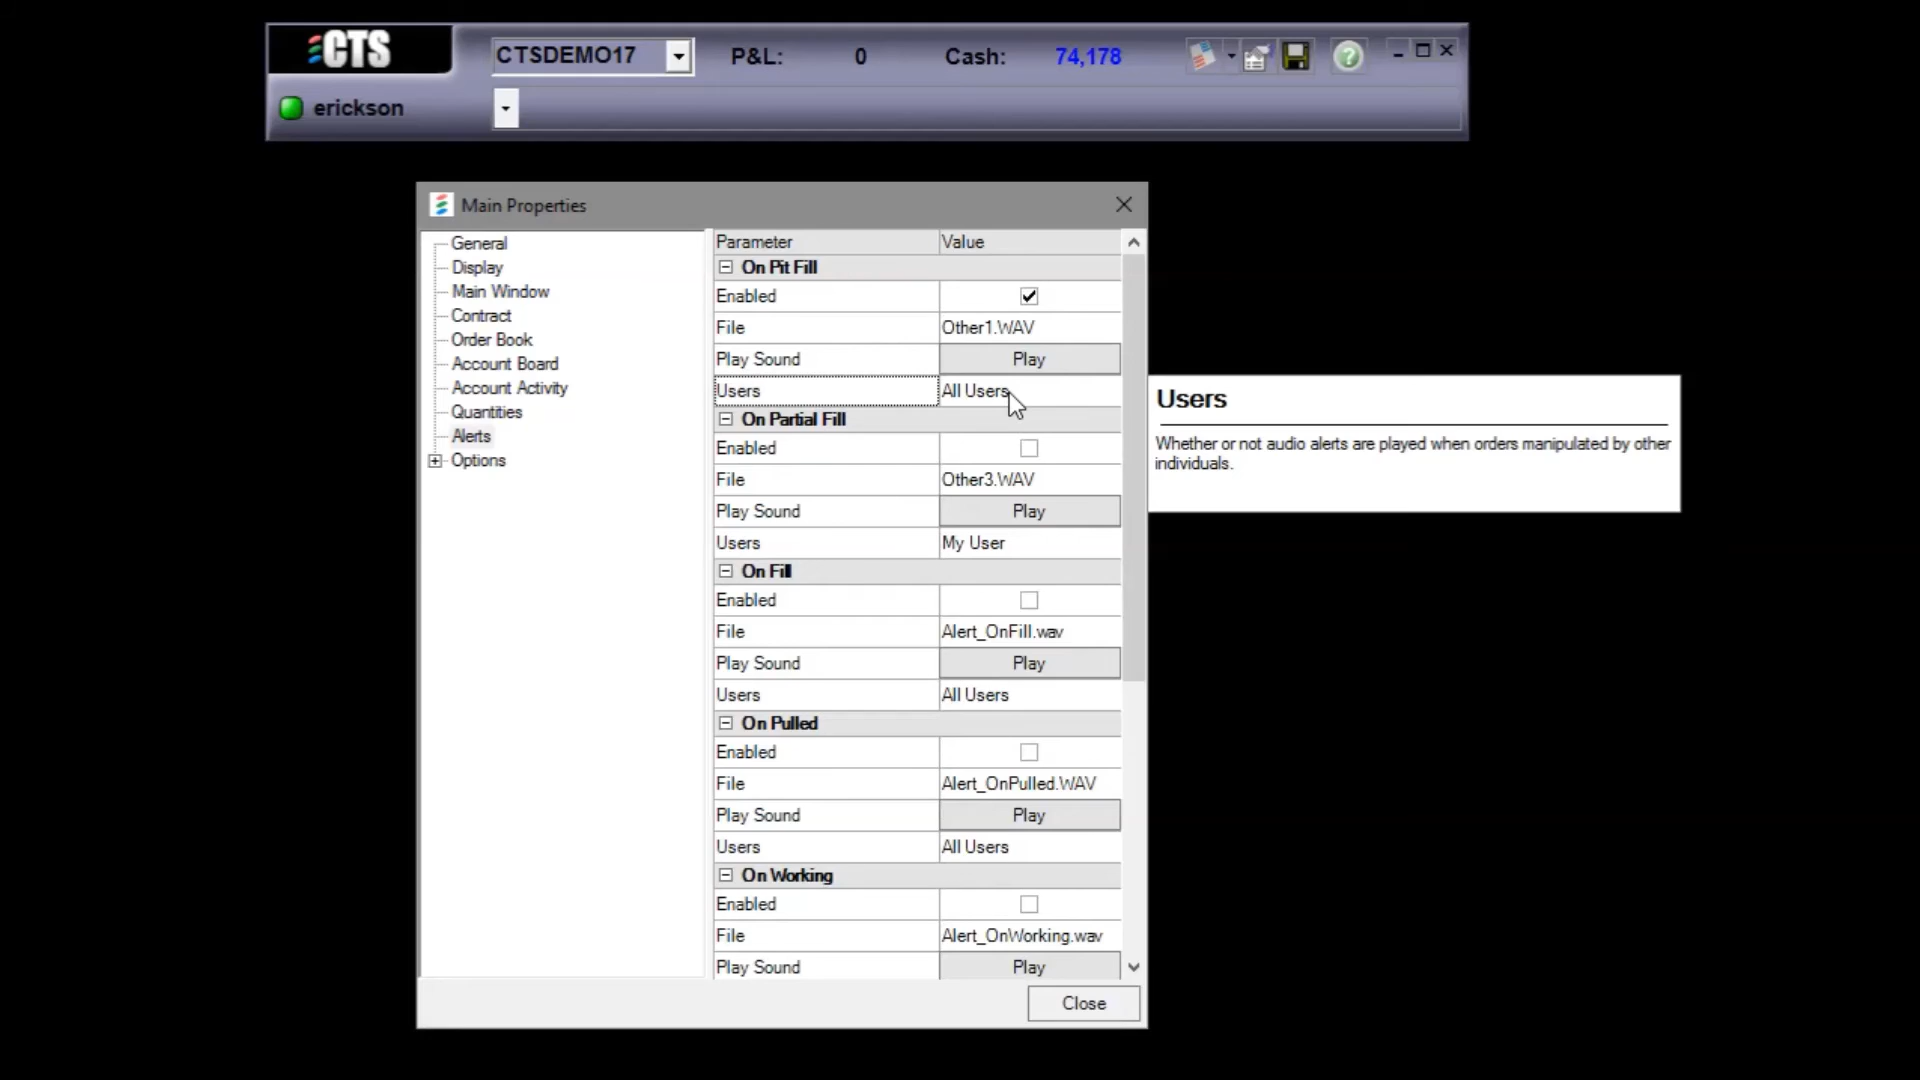 CTS
CTSDEMO17
P&L:
0
Cash:
74,178
erickson
Main Properties
General
Display
Main Window
Contract
Order Book
Account Board
Account Activity
Quantities
Alerts
Options
Parameter Value
On Pit Fill
Enabled
File Other1.WAV
Play Sound Play
Users All Users
On Partial Fill
Enabled
File Other3.WAV
Play Sound Play
Users My User
On Fill
Enabled
File Alert_OnFill.wav
Play Sound Play
Users All Users
On Pulled
Enabled
File Alert_OnPulled.WAV
Play Sound Play
Users All Users
On Working
Enabled
File Alert_OnWorking.wav
Play Sound Play
Close
Users
Whether or not audio alerts are played when orders manipulated by other
individuals.